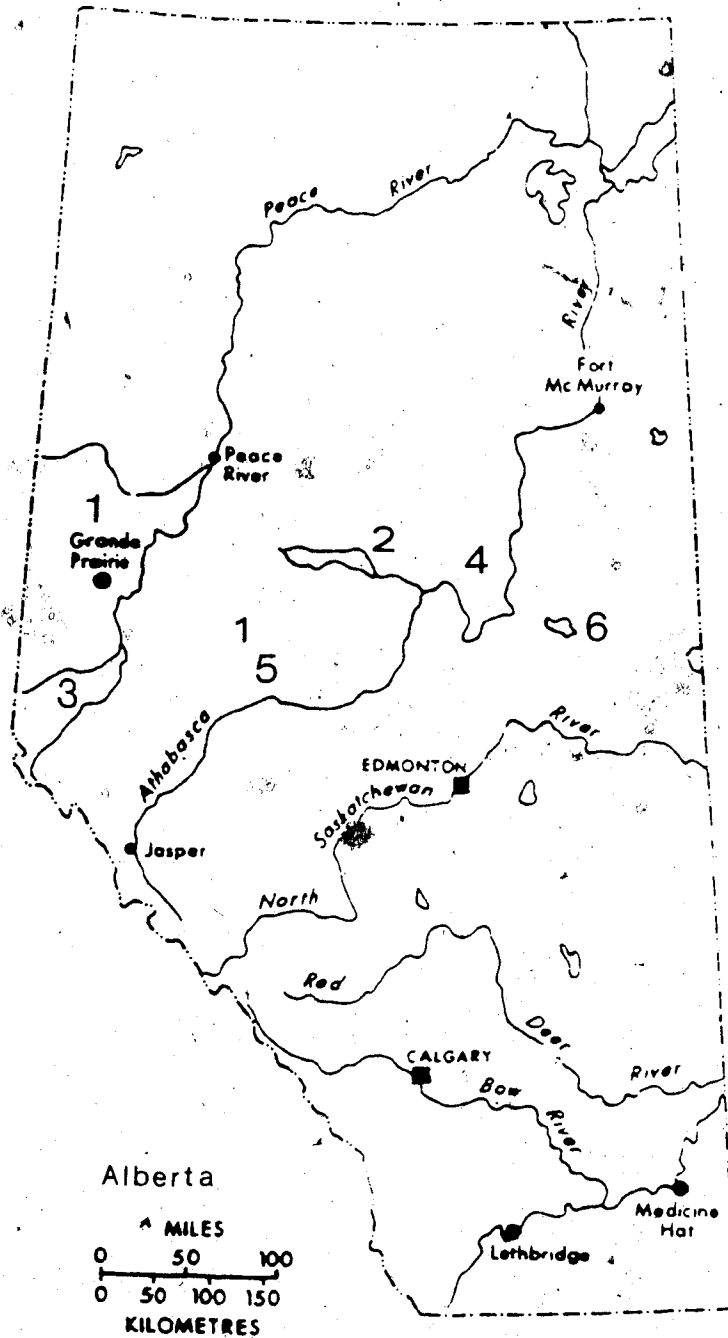 Peace River
River
Fort
Mc Murray
Peace
River
1
Grande
Prairie
2
4
1
6
5
3
River
Athabasca
EDMONTON
Saskatchewan
Jasper
North
Red
Deer
CALGARY
River
Bow
River
Alberta
Medicine
Hat
MILES
Lethbridge
0 50 100
0 50 100 150
KILOMETRES